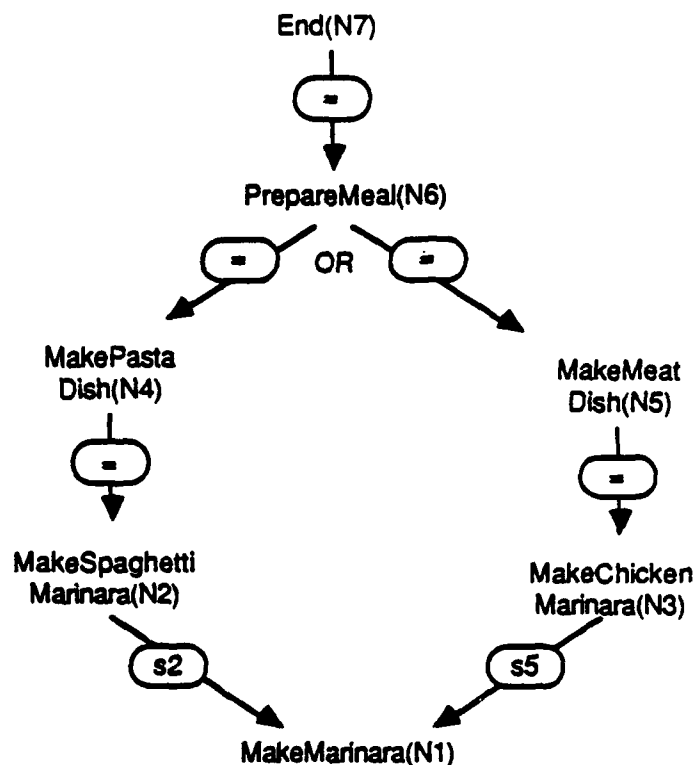 End(N7)
=
PrepareMeal(N6)
= OR =
MakePasta
Dish(N4)
MakeMeat
Dish(N5)
=
=
MakeSpaghetti
Marinara(N2)
MakeChicken
Marinara(N3)
s2
s5
MakeMarinara(N1)